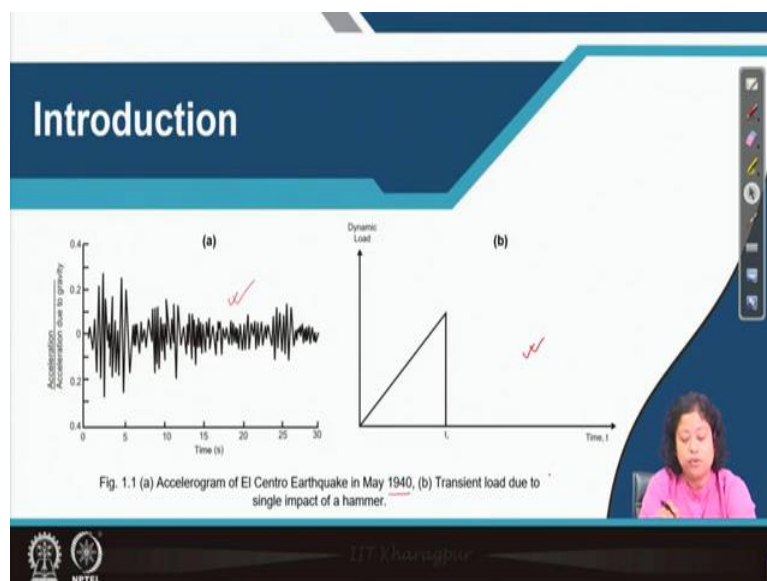 Introduction
(a)
(b)
Dynamic
Load
Acceleration
Acceleration due to gravity
0.4
0.2
0
0.2
0.4
0
5
10
15
20
25
30
Time (s)
Time, t
Fig. 1.1 (a) Accelerogram of El Centro Earthquake in May 1940, (b) Transient load due to
single impact of a hammer.
IIT Kharagpur
NPTEL